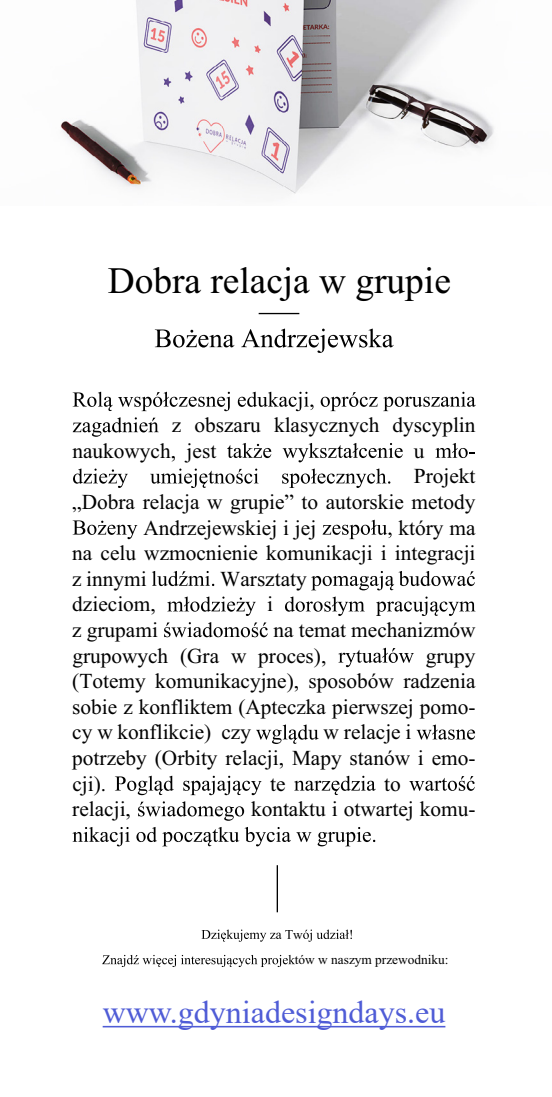 15
15
1
1
ETARKA:
DOBRA RELACJA
Dobra relacja w grupie
Bożena Andrzejewska
Rolą współczesnej edukacji, oprócz poruszania
zagadnień z obszaru klasycznych dyscyplin
naukowych, jest także wykształcenie u mło-
dzieży umiejętności społecznych. Projekt
„Dobra relacja w grupie” to autorskie metody
Bożeny Andrzejewskiej i jej zespołu, który ma
na celu wzmocnienie komunikacji i integracji
z innymi ludźmi. Warsztaty pomagają budować
dzieciom, młodzieży i dorosłym pracującym
z grupami świadomość na temat mechanizmów
grupowych (Gra w proces), rytuałów grupy
(Totemy komunikacyjne), sposobów radzenia
sobie z konfliktem (Apteczka pierwszej pomo-
cy w konflikcie)  czy wglądu w relacje i własne
potrzeby (Orbity relacji, Mapy stanów i emo-
cji). Pogląd spajający te narzędzia to wartość
relacji, świadomego kontaktu i otwartej komu-
nikacji od początku bycia w grupie.
Dziękujemy za Twój udział!
Znajdź więcej interesujących projektów w naszym przewodniku:
www.gdyniadesigndays.eu